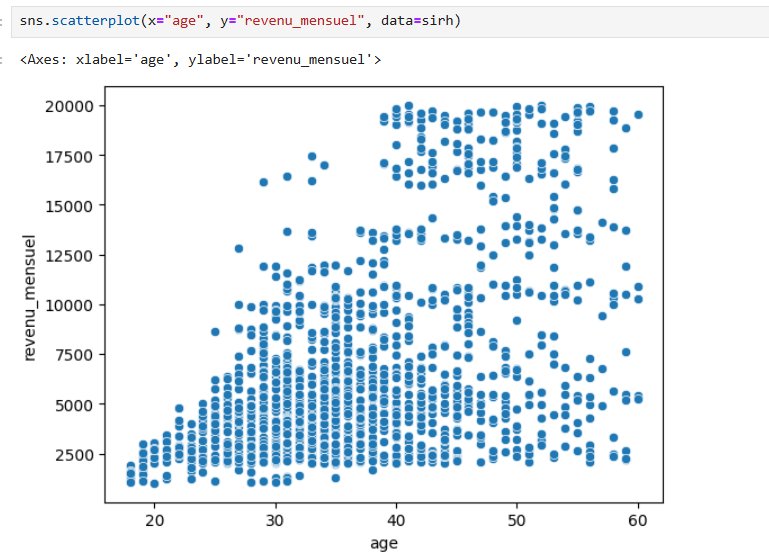 sns.scatterplot(x="age", y="revenu_mensuel", data=sirh)
<Axes: xlabel='age', ylabel='revenu_mensuel'>
20000
17500
15000
12500
10000
7500
5000
2500
revenu_mensuel
20 30 40 50 60
age